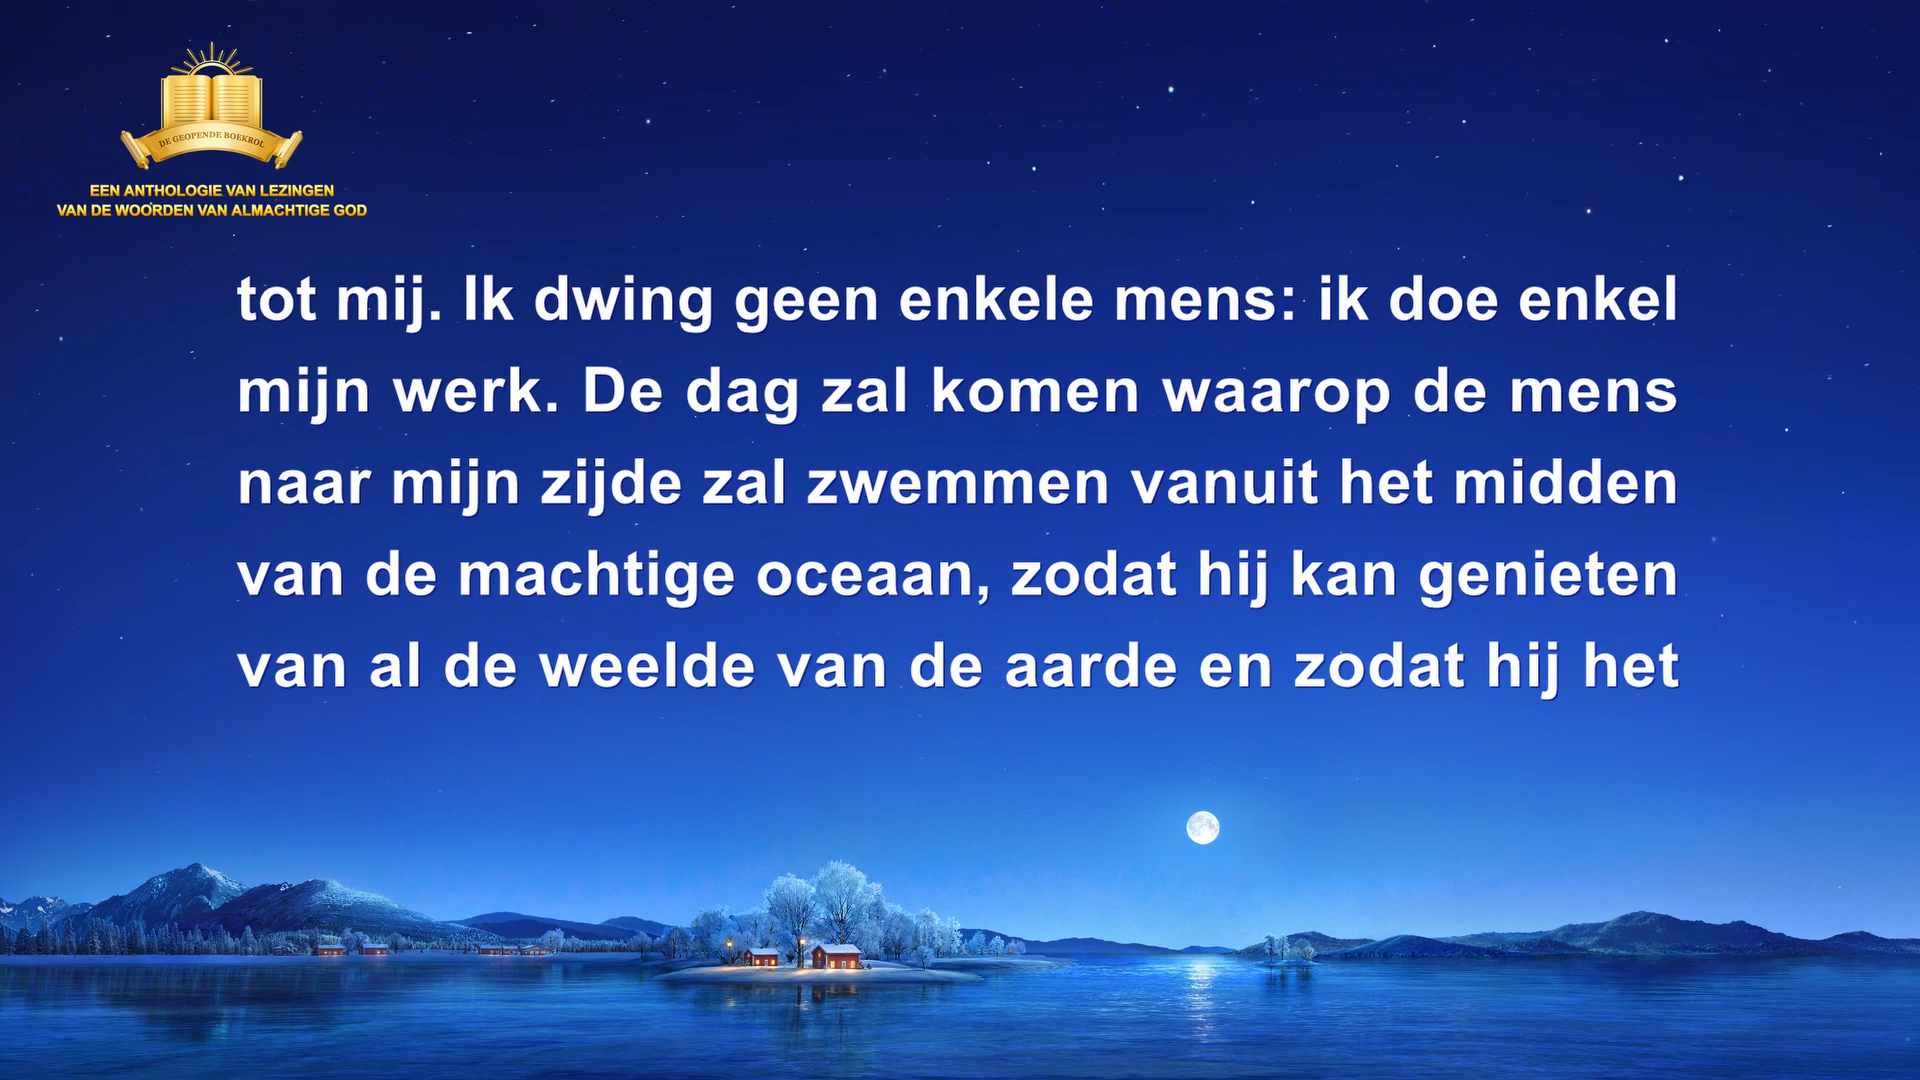 DE GEOPENDE BOEKROL
EEN ANTHOLOGIE VAN LEZINGEN
VAN DE WOORDEN VAN ALMACHTIGE GOD
tot mij. Ik dwing geen enkele mens: ik doe enkel
mijn werk. De dag zal komen waarop de mens
naar mijn zijde zal zwemmen vanuit het midden
van de machtige oceaan, zodat hij kan genieten
van al de weelde van de aarde en zodat hij het